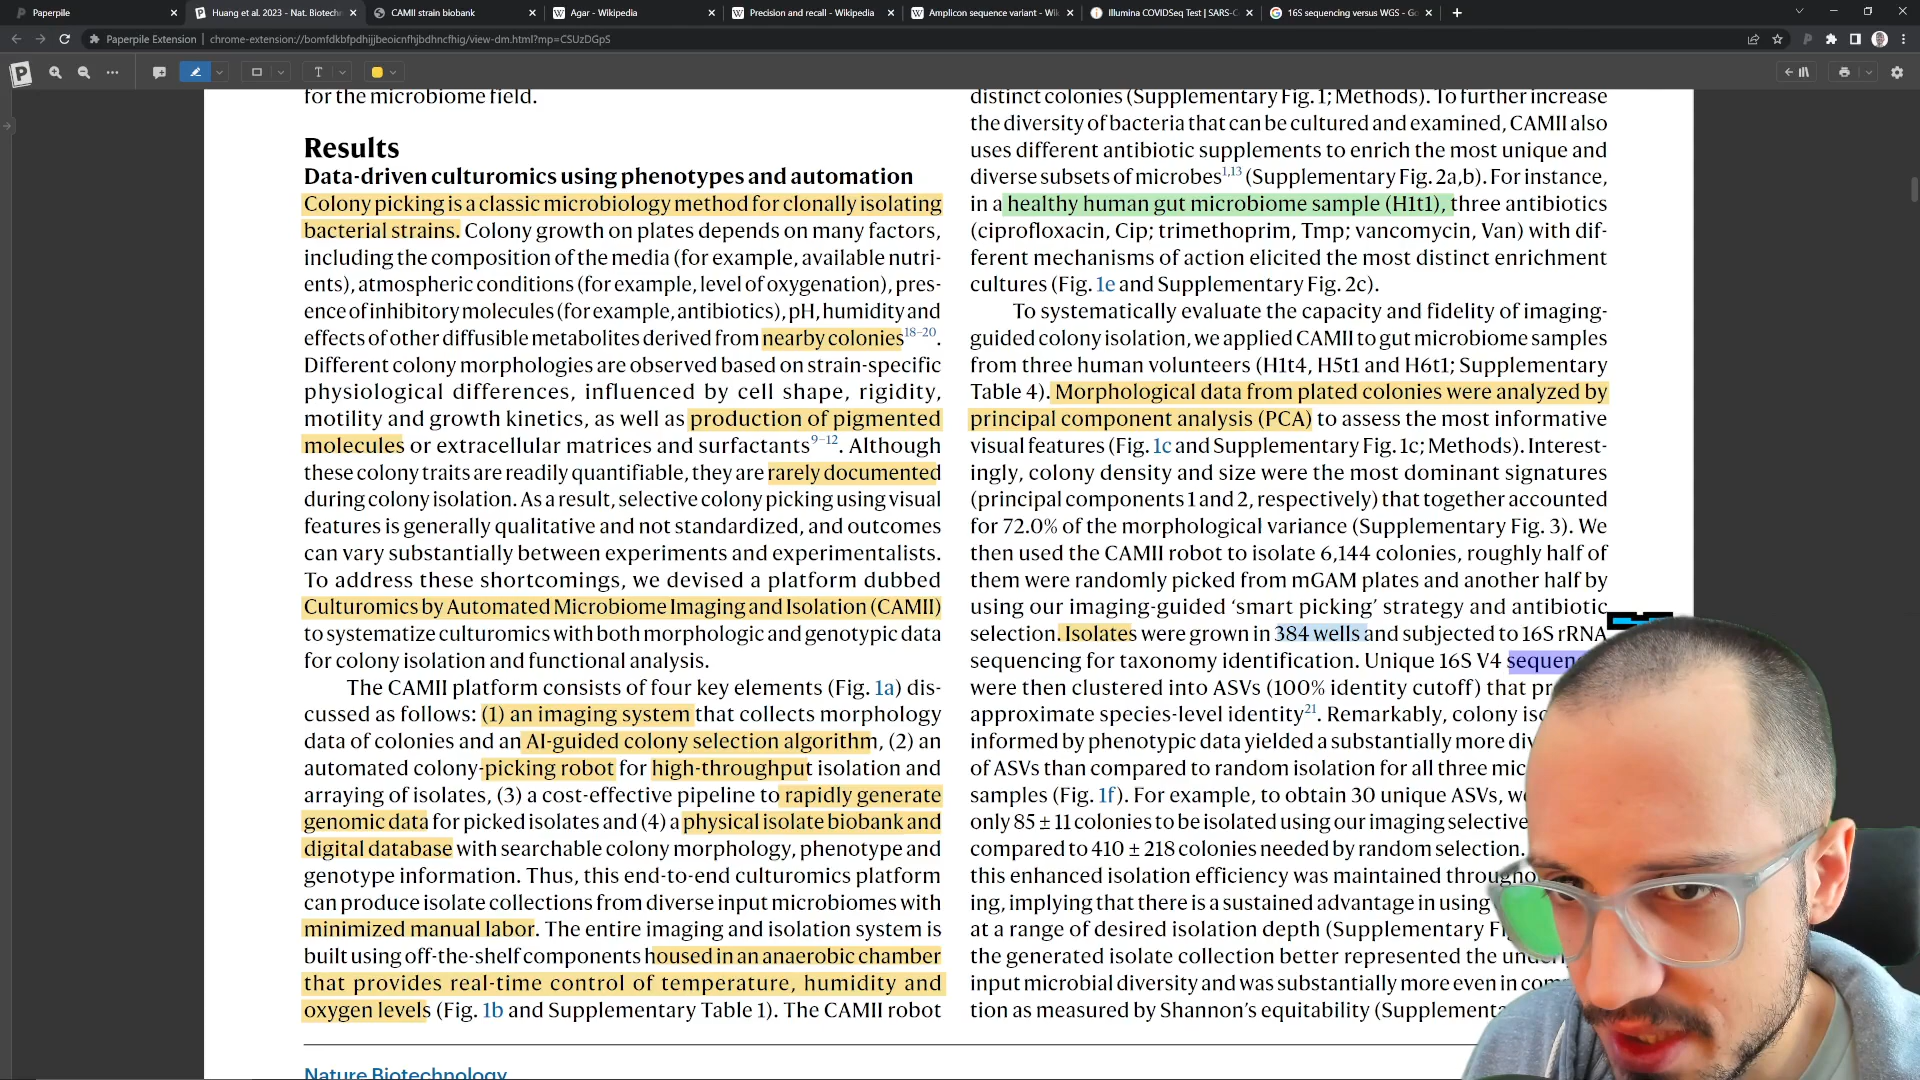 Paperpile
Huang et al. 2023 - Nat. Biotechn
CAMII strain biobank
Agar - Wikipedia
Precision and recall - Wikipedia
Amplicon sequence variant - Wik
Illumina COVIDSeq Test | SARS-C
16S sequencing versus WGS - Go
Paperpile Extension | chrome-extension://bomfdkbfpdhijjbeoicnfhjbdhncfhig/view-dm.html?mp=CSUzDGpS
for the microbiome field.
Results
Data-driven culturomics using phenotypes and automation
Colony picking is a classic microbiology method for clonally isolating
bacterial strains. Colony growth on plates depends on many factors,
including the composition of the media (for example, available nutri-
ents), atmospheric conditions (for example, level of oxygenation), pres-
ence of inhibitory molecules (for example, antibiotics), pH, humidity and
effects of other diffusible metabolites derived from nearby colonies18–20.
Different colony morphologies are observed based on strain-specific
physiological differences, influenced by cell shape, rigidity,
motility and growth kinetics, as well as production of pigmented
molecules or extracellular matrices and surfactants9–12. Although
these colony traits are readily quantifiable, they are rarely documented
during colony isolation. As a result, selective colony picking using visual
features is generally qualitative and not standardized, and outcomes
can vary substantially between experiments and experimentalists.
To address these shortcomings, we devised a platform dubbed
Culturomics by Automated Microbiome Imaging and Isolation (CAMII)
to systematize culturomics with both morphologic and genotypic data
for colony isolation and functional analysis.
The CAMII platform consists of four key elements (Fig. 1a) dis-
cussed as follows: (1) an imaging system that collects morphology
data of colonies and an AI-guided colony selection algorithm, (2) an
automated colony-picking robot for high-throughput isolation and
arraying of isolates, (3) a cost-effective pipeline to rapidly generate
genomic data for picked isolates and (4) a physical isolate biobank and
digital database with searchable colony morphology, phenotype and
genotype information. Thus, this end-to-end culturomics platform
can produce isolate collections from diverse input microbiomes with
minimized manual labor. The entire imaging and isolation system is
built using off-the-shelf components housed in an anaerobic chamber
that provides real-time control of temperature, humidity and
oxygen levels (Fig. 1b and Supplementary Table 1). The CAMII robot
distinct colonies (Supplementary Fig. 1; Methods). To further increase
the diversity of bacteria that can be cultured and examined, CAMII also
uses different antibiotic supplements to enrich the most unique and
diverse subsets of microbes1,13 (Supplementary Fig. 2a,b). For instance,
in a healthy human gut microbiome sample (H1t1), three antibiotics
(ciprofloxacin, Cip; trimethoprim, Tmp; vancomycin, Van) with dif-
ferent mechanisms of action elicited the most distinct enrichment
cultures (Fig. 1e and Supplementary Fig. 2c).
To systematically evaluate the capacity and fidelity of imaging-
guided colony isolation, we applied CAMII to gut microbiome samples
from three human volunteers (H1t4, H5t1 and H6t1; Supplementary
Table 4). Morphological data from plated colonies were analyzed by
principal component analysis (PCA) to assess the most informative
visual features (Fig. 1c and Supplementary Fig. 1c; Methods). Interest-
ingly, colony density and size were the most dominant signatures
(principal components 1 and 2, respectively) that together accounted
for 72.0% of the morphological variance (Supplementary Fig. 3). We
then used the CAMII robot to isolate 6,144 colonies, roughly half of
them were randomly picked from mGAM plates and another half by
using our imaging-guided ‘smart picking’ strategy and antibiotic
selection. Isolates were grown in 384 wells and subjected to 16S rRNA
sequencing for taxonomy identification. Unique 16S V4 sequen
were then clustered into ASVs (100% identity cutoff) that
approximate species-level identity21. Remarkably, colony
informed by phenotypic data yielded a substantially more
of ASVs than compared to random isolation for all three
samples (Fig. 1f). For example, to obtain 30 unique ASVs,
only 85 ± 11 colonies to be isolated using our imaging selective
compared to 410 ± 218 colonies needed by random selection.
this enhanced isolation efficiency was maintained
ing, implying that there is a sustained advantage in using
at a range of desired isolation depth (Supplementary
the generated isolate collection better represented the
input microbial diversity and was substantially more even in
tion as measured by Shannon’s equitability (Supplementa
Nature Biotechnology